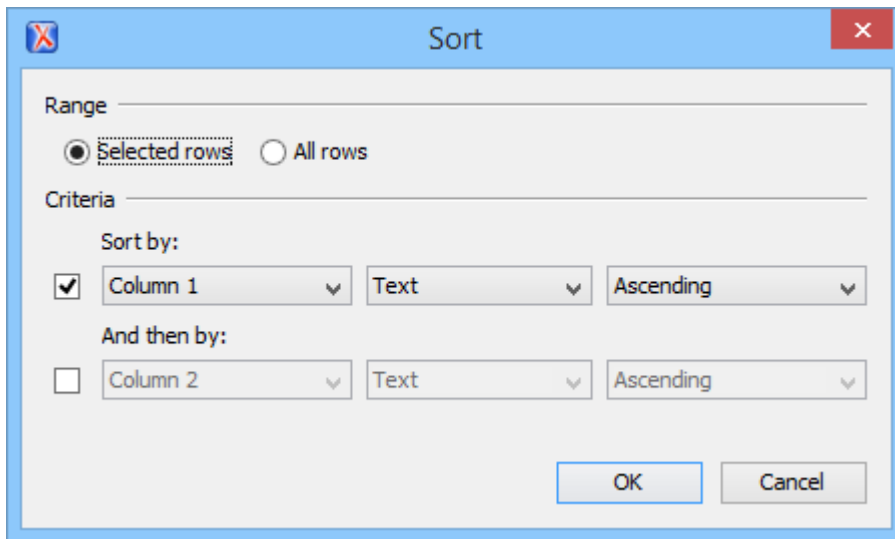 Sort
Range
Selected rows All rows
Criteria
Sort by:
Column 1 Text Ascending
And then by:
Column 2 Text Ascending
OK Cancel